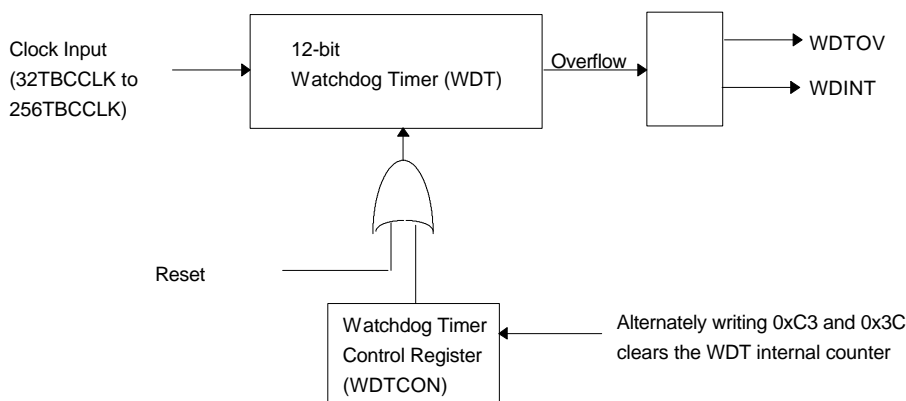 Clock Input
(32TBCCLK to
256TBCCLK)
12-bit
Watchdog Timer (WDT)
Overflow
WDTOV
WDINT
Reset
Watchdog Timer
Control Register
(WDTCON)
Alternately writing 0xC3 and 0x3C
clears the WDT internal counter